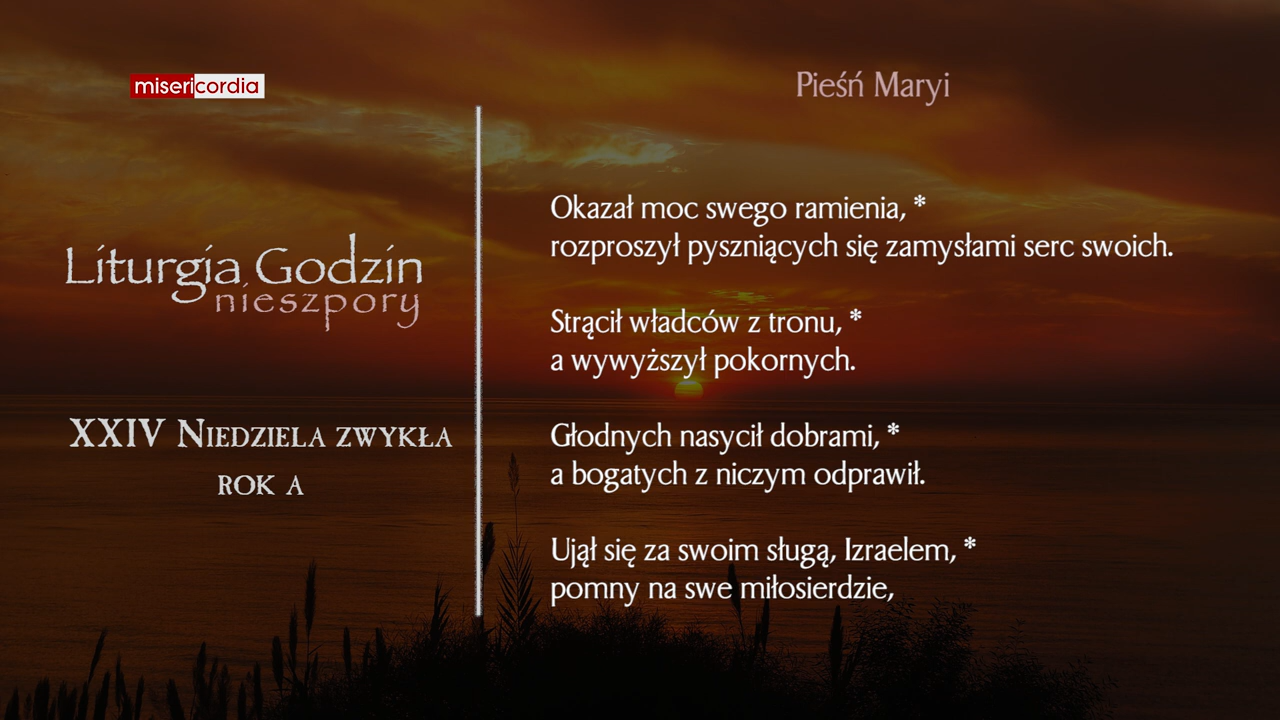 misericordia
Liturgia Godzin
nieszpory
XXIV Niedziela zwykła
rok a
Pieśń Maryi
Okazał moc swego ramienia, *
rozproszył pyszniących się zamysłami serc swoich.
Strącił władców z tronu, *
a wywyższył pokornych.
Głodnych nasycił dobrami, *
a bogatych z niczym odprawił.
Ujął się za swoim sługą, Izraelem, *
pomny na swe miłosierdzie,